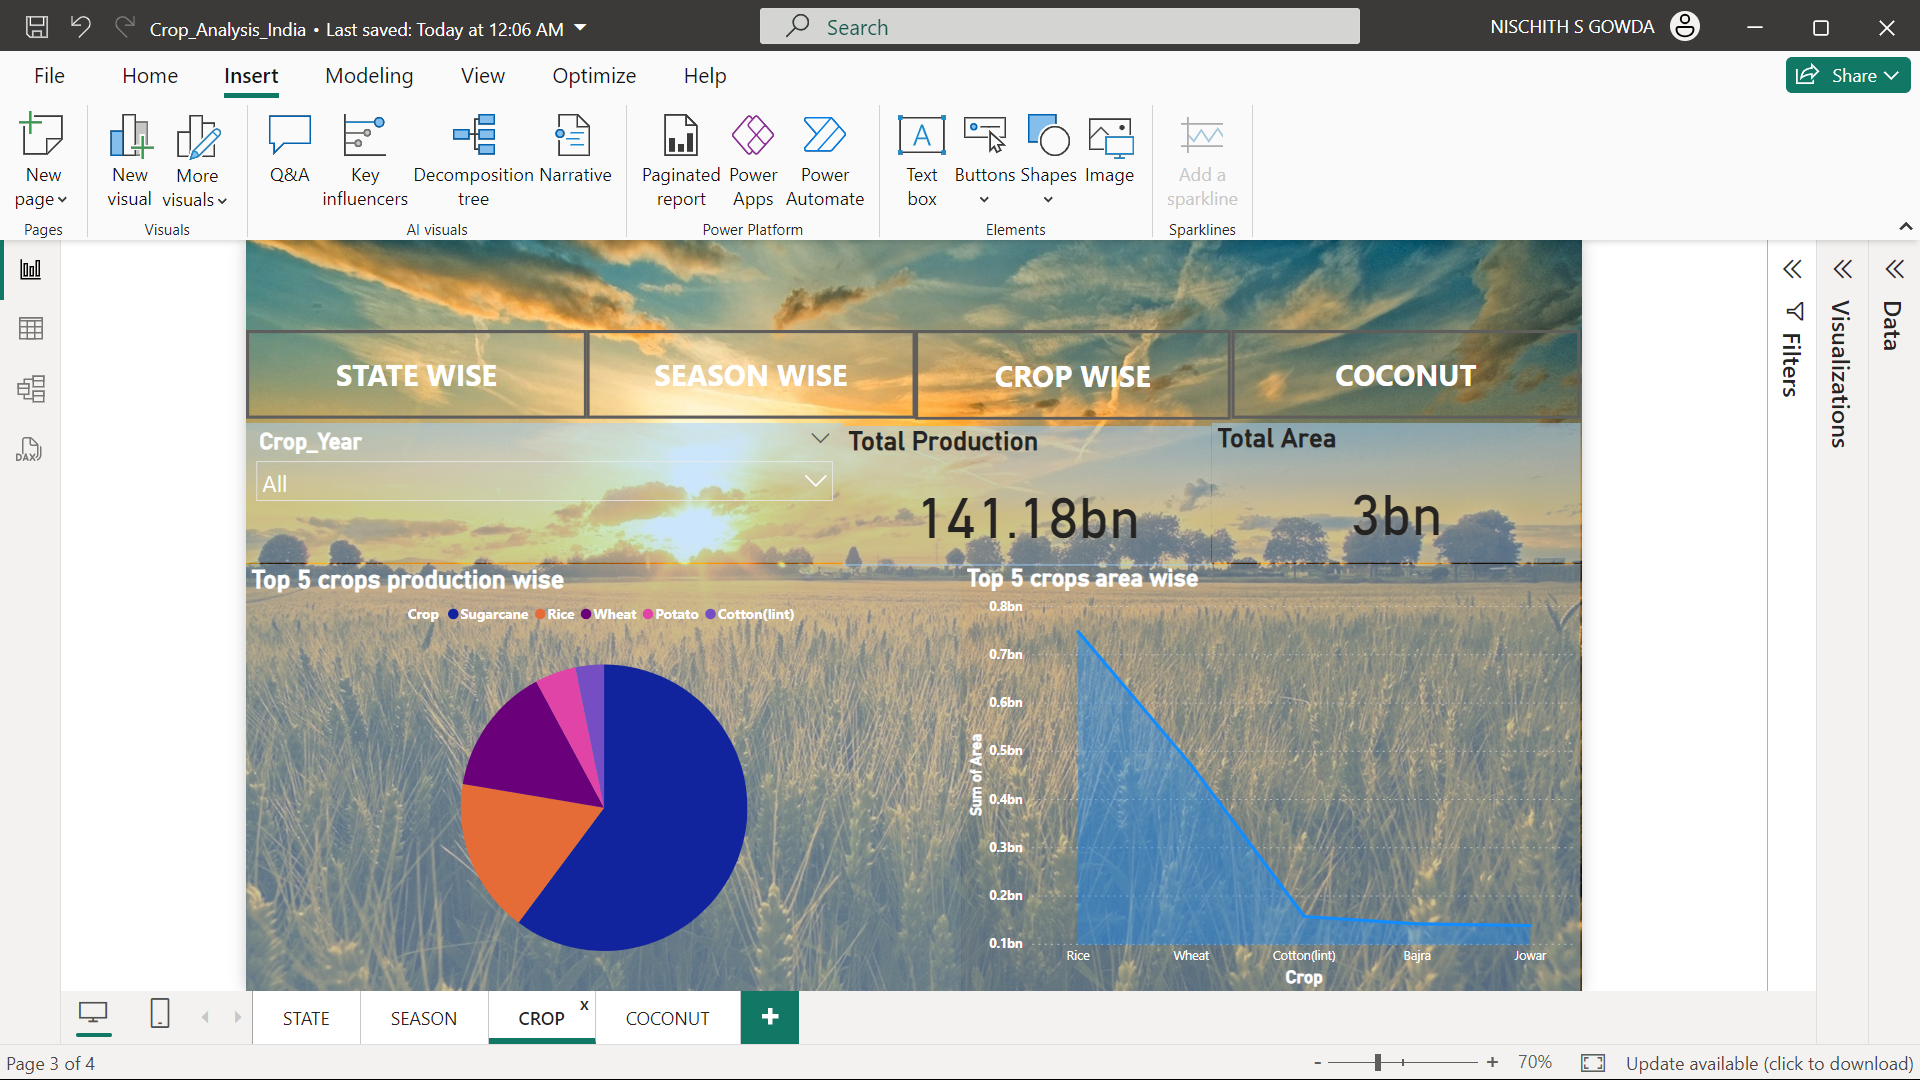 Crop_Analysis_India • Last saved: Today at 12:06 AM
Search
NISCHITH S GOWDA
File Home Insert Modeling View Optimize Help
Share
New page
New visual
More visuals
Q&A
Key influencers
Decomposition tree
Narrative
Paginated report
Power Apps
Power Automate
Text box
Buttons
Shapes
Image
Add a sparkline
Pages
Visuals
AI visuals
Power Platform
Elements
Sparklines
DAX
STATE WISE
SEASON WISE
CROP WISE
COCONUT
Crop_Year
All
Total Production
141.18bn
Total Area
3bn
Top 5 crops production wise
Crop Sugarcane Rice Wheat Potato Cotton(lint)
Top 5 crops area wise
0.8bn
0.7bn
0.6bn
0.5bn
0.4bn
0.3bn
0.2bn
0.1bn
Sum of Area
Rice Wheat Cotton(lint) Bajra Jowar
Crop
Filters
Visualizations
Data
STATE
SEASON
CROP
x
COCONUT
+
Page 3 of 4
- + 70%
Update available (click to download)